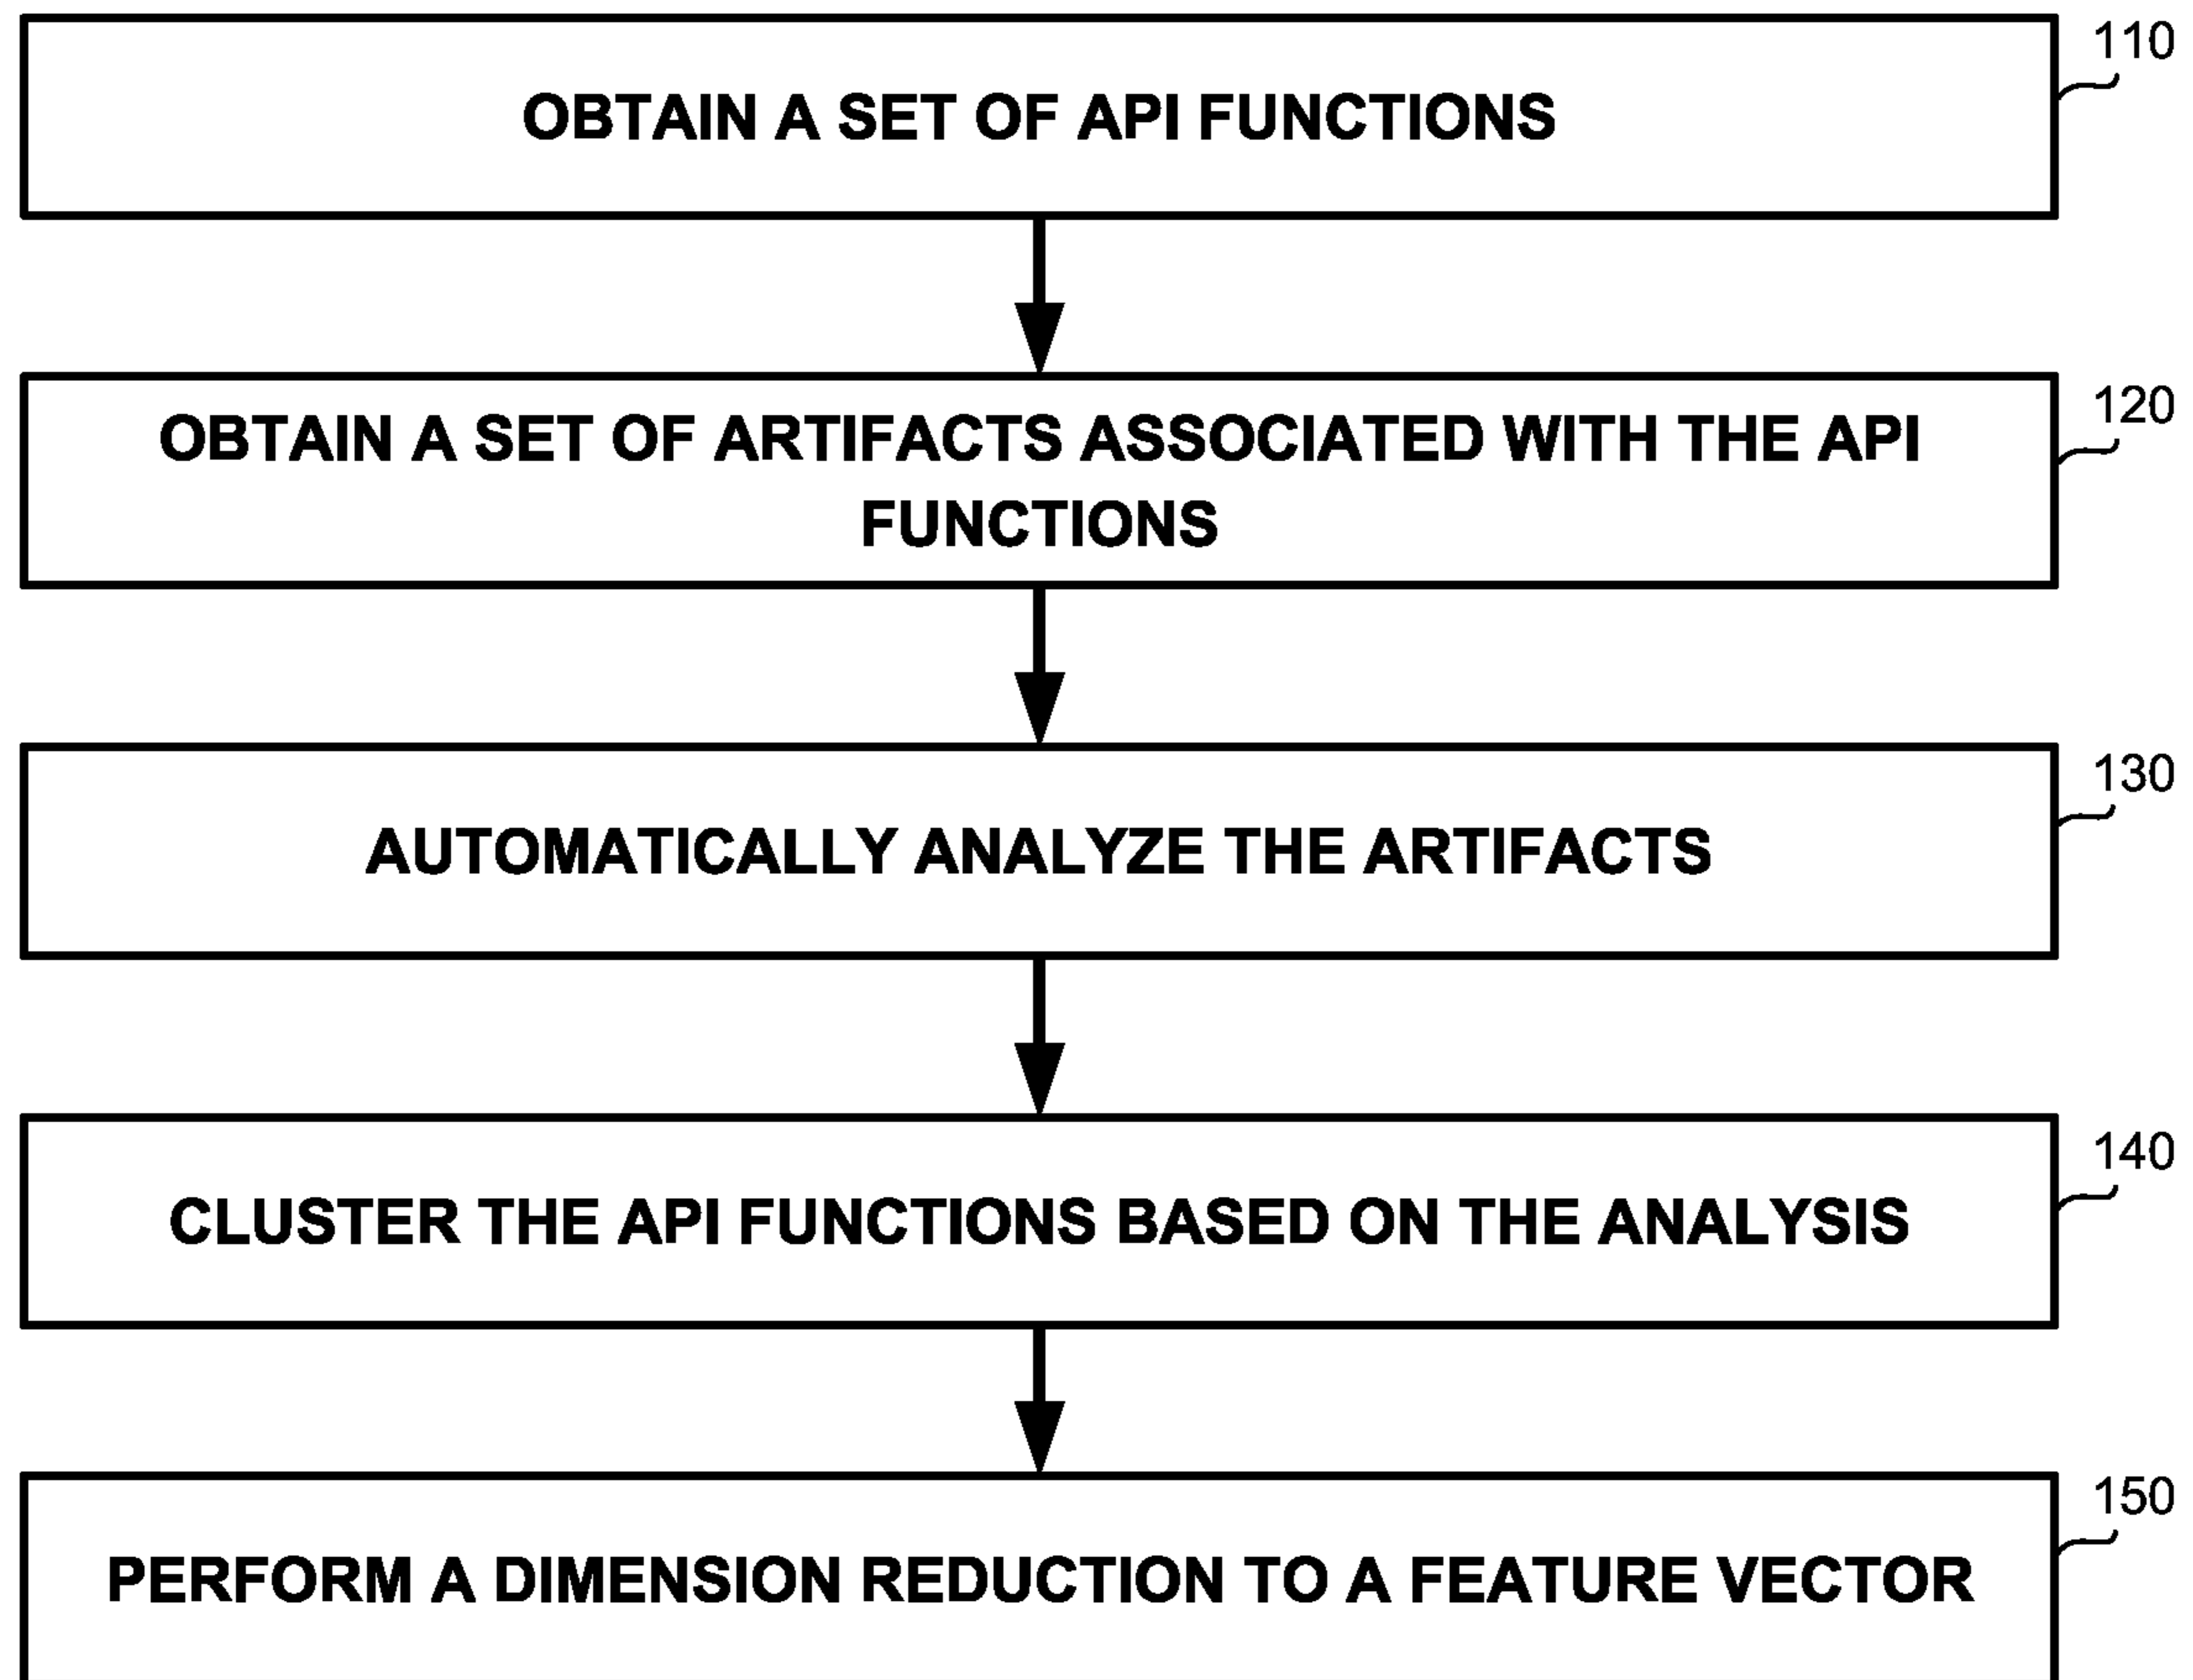 110
OBTAIN A SET OF API FUNCTIONS
120
OBTAIN A SET OF ARTIFACTS ASSOCIATED WITH THE API
FUNCTIONS
130
AUTOMATICALLY ANALYZE THE ARTIFACTS
140
CLUSTER THE API FUNCTIONS BASED ON THE ANALYSIS
150
PERFORM A DIMENSION REDUCTION TO A FEATURE VECTOR